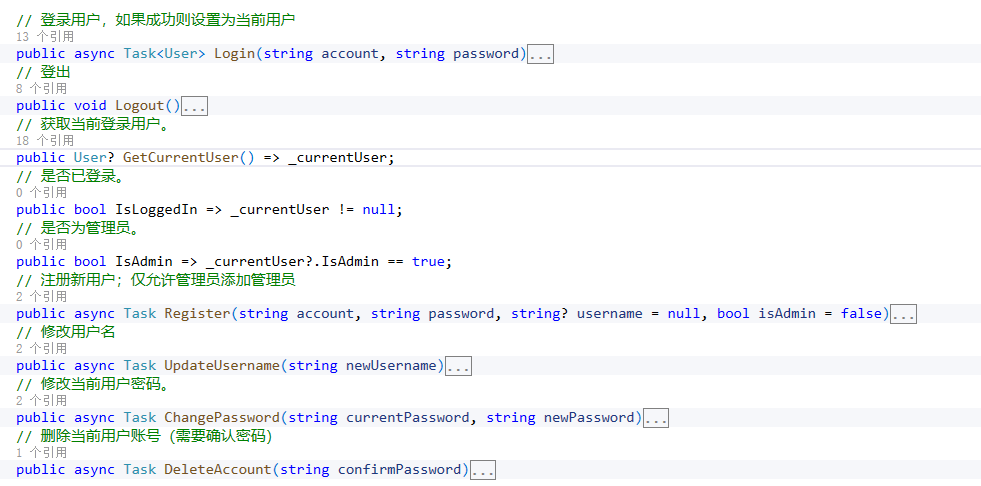 // 登录用户，如果成功则设置为当前用户
13 个引用
public async Task<User> Login(string account, string password)...
// 登出
8 个引用
public void Logout()...
// 获取当前登录用户。
18 个引用
public User? GetCurrentUser() => _currentUser;
// 是否已登录。
0 个引用
public bool IsLoggedIn => _currentUser != null;
// 是否为管理员。
0 个引用
public bool IsAdmin => _currentUser?.IsAdmin == true;
// 注册新用户；仅允许管理员添加管理员
2 个引用
public async Task Register(string account, string password, string? username = null, bool isAdmin = false)...
// 修改用户名
2 个引用
public async Task UpdateUsername(string newUsername)...
// 修改当前用户密码。
2 个引用
public async Task ChangePassword(string currentPassword, string newPassword)...
// 删除当前用户账号（需要确认密码）
1 个引用
public async Task DeleteAccount(string confirmPassword)...